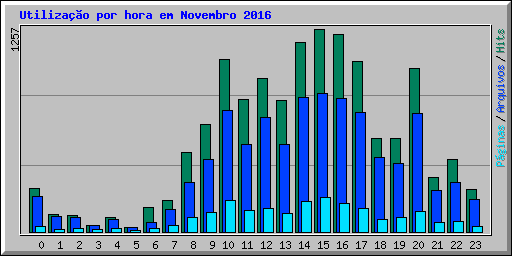 Utilização por hora em Novembro 2016
1257
Páginas / Arquivos / Hits
0 1 2 3 4 5 6 7 8 9 10 11 12 13 14 15 16 17 18 19 20 21 22 23